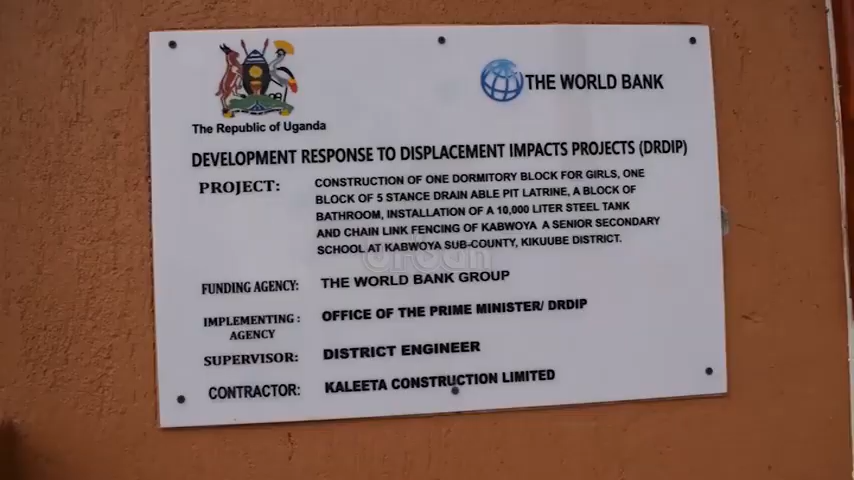 The Republic of Uganda
THE WORLD BANK
DEVELOPMENT RESPONSE TO DISPLACEMENT IMPACTS PROJECTS (DRDIP)
PROJECT: CONSTRUCTION OF ONE DORMITORY BLOCK FOR GIRLS, ONE
BLOCK OF 5 STANCE DRAIN ABLE PIT LATRINE, A BLOCK OF
BATHROOM, INSTALLATION OF A 10,000 LITER STEEL TANK
AND CHAIN LINK FENCING OF KABWOYA A SENIOR SECONDARY
SCHOOL AT KABWOYA SUB-COUNTY, KIKUUBE DISTRICT.
FUNDING AGENCY: THE WORLD BANK GROUP
IMPLEMENTING : OFFICE OF THE PRIME MINISTER/ DRDIP
AGENCY
SUPERVISOR: DISTRICT ENGINEER
CONTRACTOR: KALEETA CONSTRUCTION LIMITED